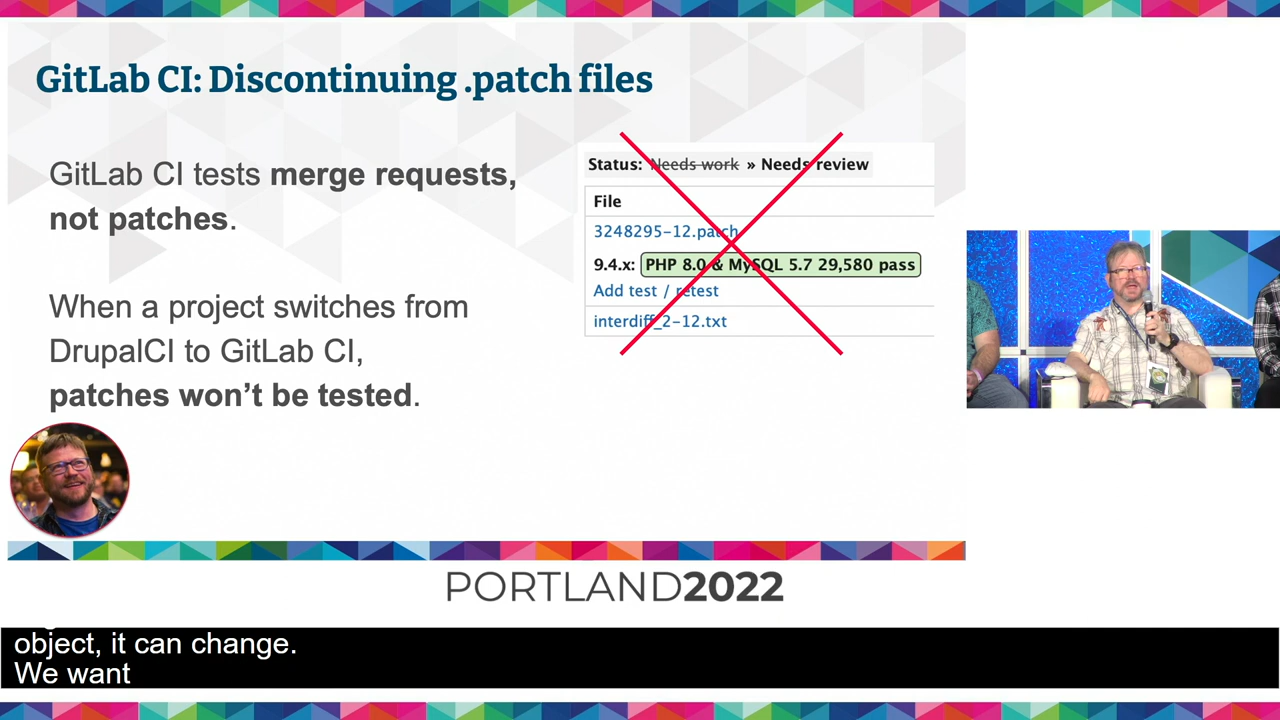 GitLab CI: Discontinuing .patch files
GitLab CI tests merge requests,
not patches.
When a project switches from
DrupalCI to GitLab CI,
patches won't be tested.
Status: Needs work » Needs review
File
3248295-12.patch
9.4.x: PHP 8.0 & MySQL 5.7 29,580 pass
Add test / retest
interdiff_2-12.txt
PORTLAND2022
object, it can change.
We want